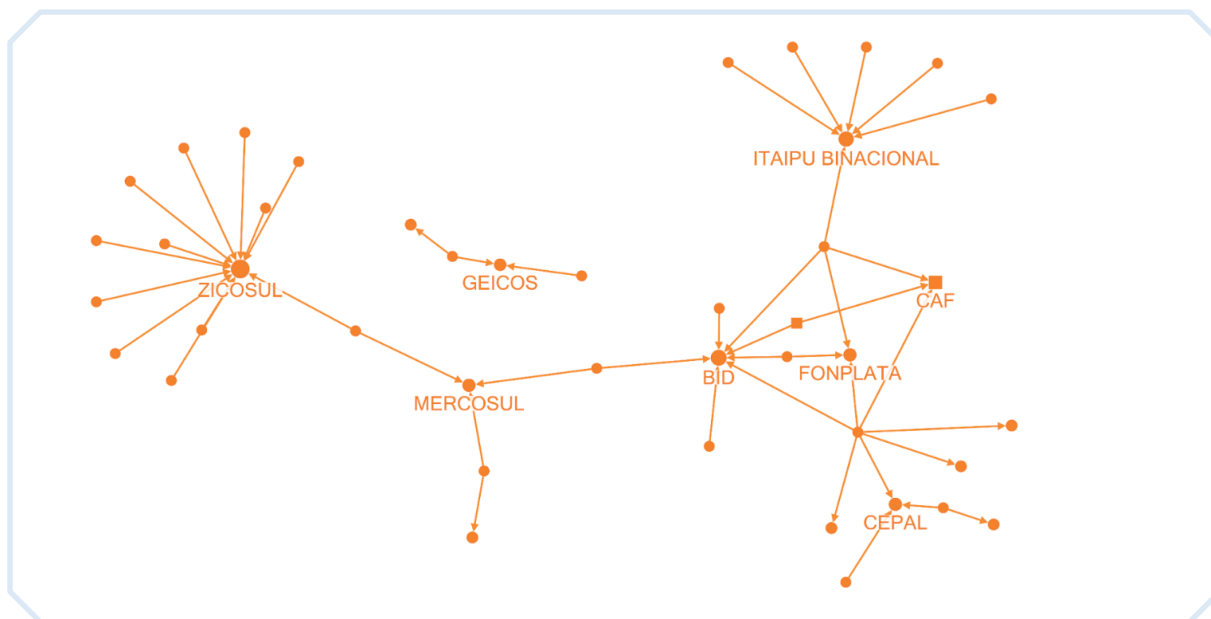 ITAIPU BINACIONAL
ZICOSUL
GEICOS
CAF
BID
FONPLATA
MERCOSUL
CEPAL